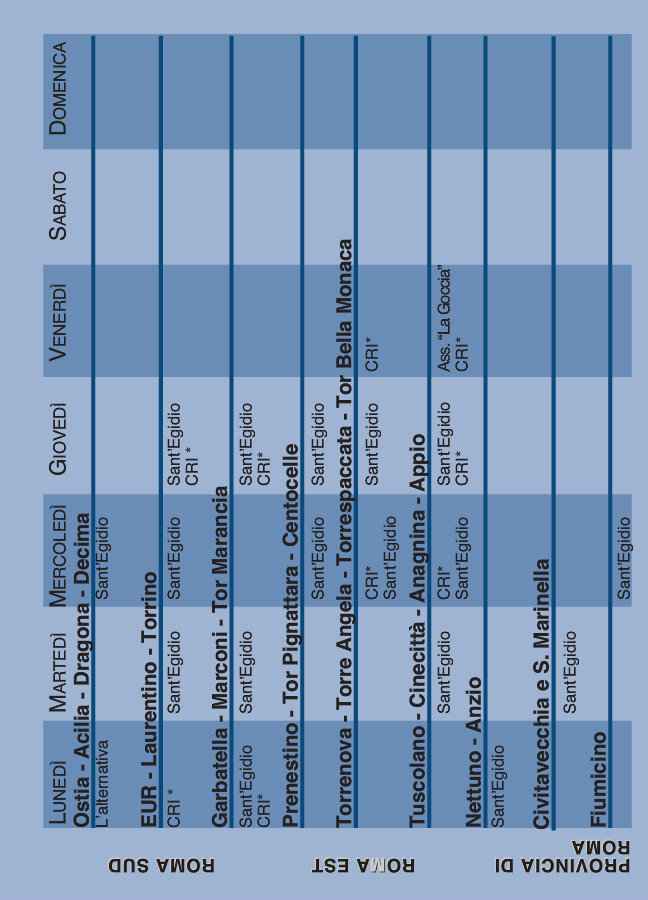 LUNEDÌ MARTEDÌ MERCOLEDÌ GIOVEDÌ VENERDÌ SABATO DOMENICA
ROMA SUD
Ostia - Acilia - Dragona - Decima
L'alternativa Sant'Egidio
EUR - Laurentino - Torrino
CRI * Sant'Egidio Sant'Egidio Sant'Egidio
CRI *
Garbatella - Marconi - Tor Marancia
Sant'Egidio Sant'Egidio Sant'Egidio
CRI* CRI*
ROMA EST
Prenestino - Tor Pignattara - Centocelle
Sant'Egidio Sant'Egidio
Torrenova - Torre Angela - Torrespaccata - Tor Bella Monaca
CRI* Sant'Egidio CRI*
Sant'Egidio
Tuscolano - Cinecittà - Anagnina - Appio
Sant'Egidio CRI* Sant'Egidio Ass. "La Goccia"
Sant'Egidio CRI* CRI*
PROVINCIA DI
ROMA
Nettuno - Anzio
Sant'Egidio
Civitavecchia e S. Marinella
Sant'Egidio
Fiumicino
Sant'Egidio